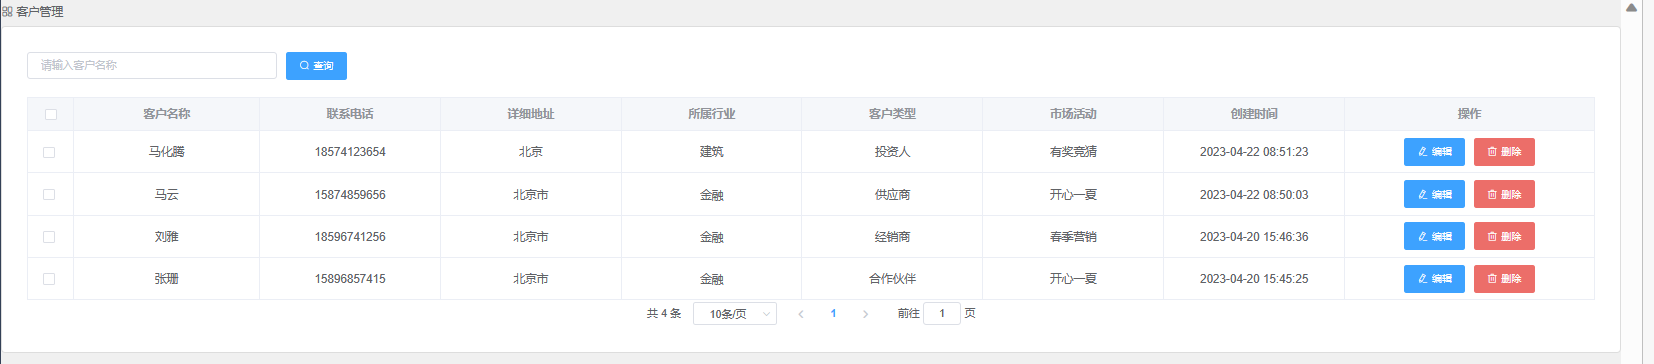 客户管理
请输入客户名称 查询
客户名称 联系电话 详细地址 所属行业 客户类型 市场活动 创建时间 操作
马化腾 18574123654 北京 建筑 投资人 有奖竞猜 2023-04-22 08:51:23 编辑 删除
马云 15874859656 北京市 金融 供应商 开心一夏 2023-04-22 08:50:03 编辑 删除
刘雅 18596741256 北京市 金融 经销商 春季营销 2023-04-20 15:46:36 编辑 删除
张珊 15896857415 北京市 金融 合作伙伴 开心一夏 2023-04-20 15:45:25 编辑 删除
共 4 条 10条/页 1 前往 1 页